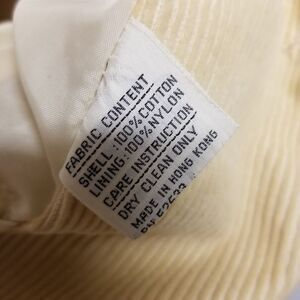 FABRIC CONTENT
SHELL:100% COTTON
LINING:100% NYLON
CARE INSTRUCTION
DRY CLEAN ONLY
MADE IN HONG KONG